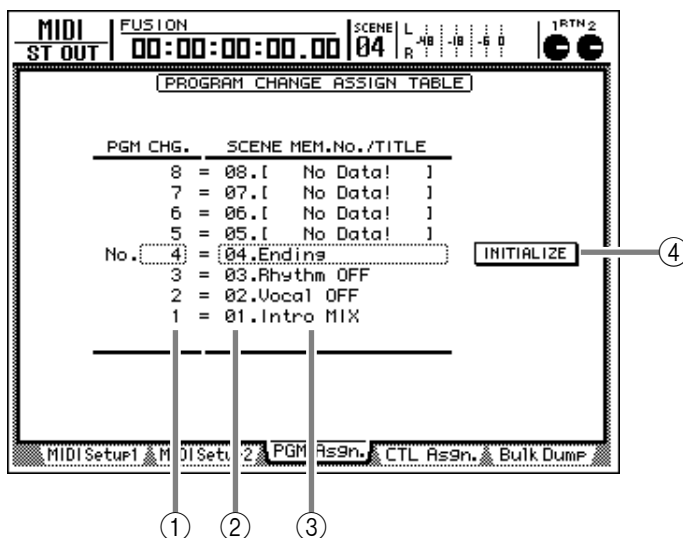 MIDI
ST OUT
FUSION
00:00:00:00.00
SCENE
04
L
R
-48 -18 -6 0
1 RTN 2
PROGRAM CHANGE ASSIGN TABLE
PGM CHG. SCENE MEM.No./TITLE
8 = 08.[ No Data! ]
7 = 07.[ No Data! ]
6 = 06.[ No Data! ]
5 = 05.[ No Data! ]
No. 4 = 04.Ending
3 = 03.Rhythm OFF
2 = 02.Vocal OFF
1 = 01.Intro MIX
INITIALIZE
④
MIDI Setup1 MIDI Setup2 PGM Asgn. CTL Asgn. Bulk Dump
① ② ③